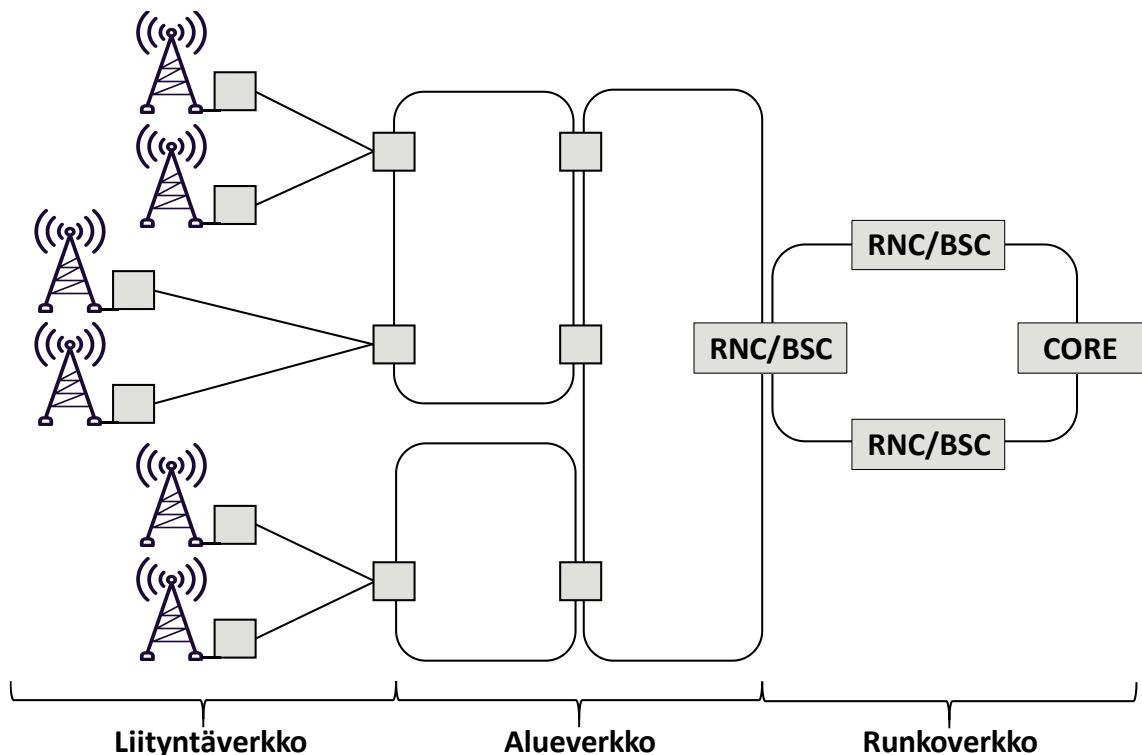 RNC/BSC
RNC/BSC
CORE
RNC/BSC
Liityntäverkko
Alueverkko
Runkoverkko